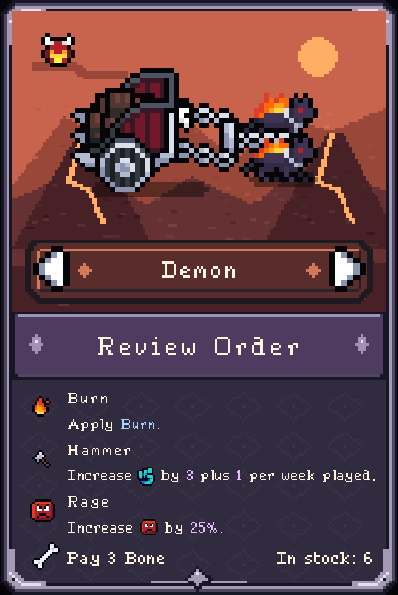 Demon
Review Order
Burn
Apply Burn.
Hammer
Increase by 3 plus 1 per week played.
Rage
Increase by 25%.
Pay 3 Bone
In stock: 6